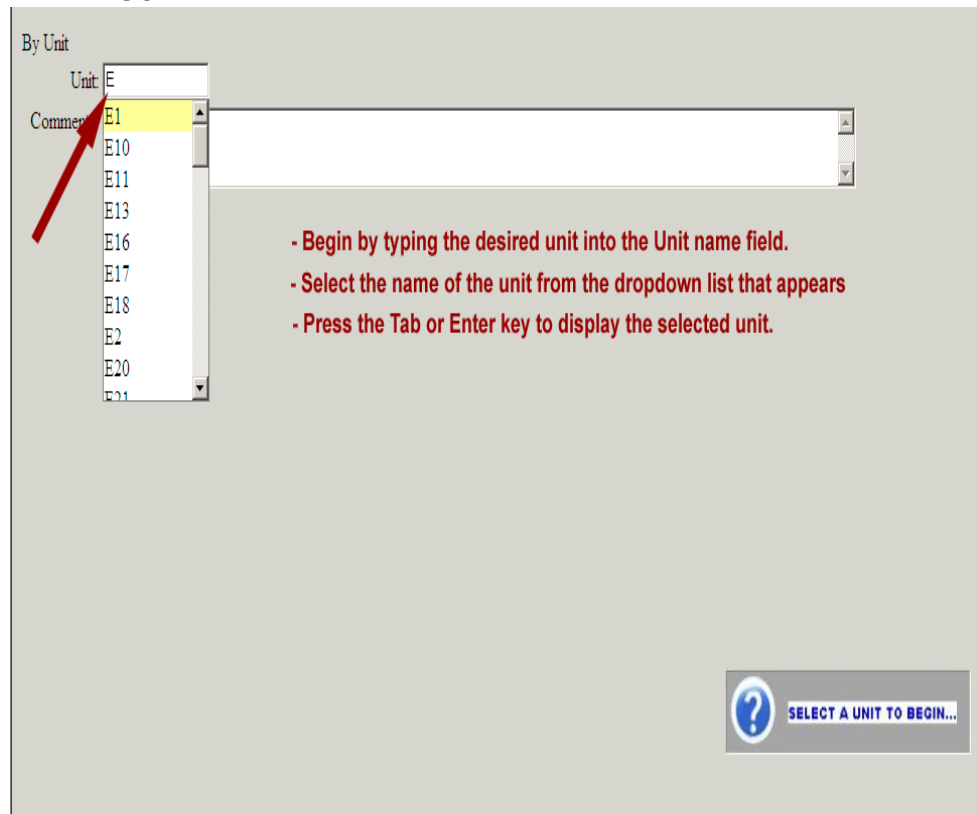 By Unit
Unit: E
Comment
E1
E10
E11
E13
E16
E17
E18
E2
E20
E21
- Begin by typing the desired unit into the Unit name field.
- Select the name of the unit from the dropdown list that appears
- Press the Tab or Enter key to display the selected unit.
SELECT A UNIT TO BEGIN...